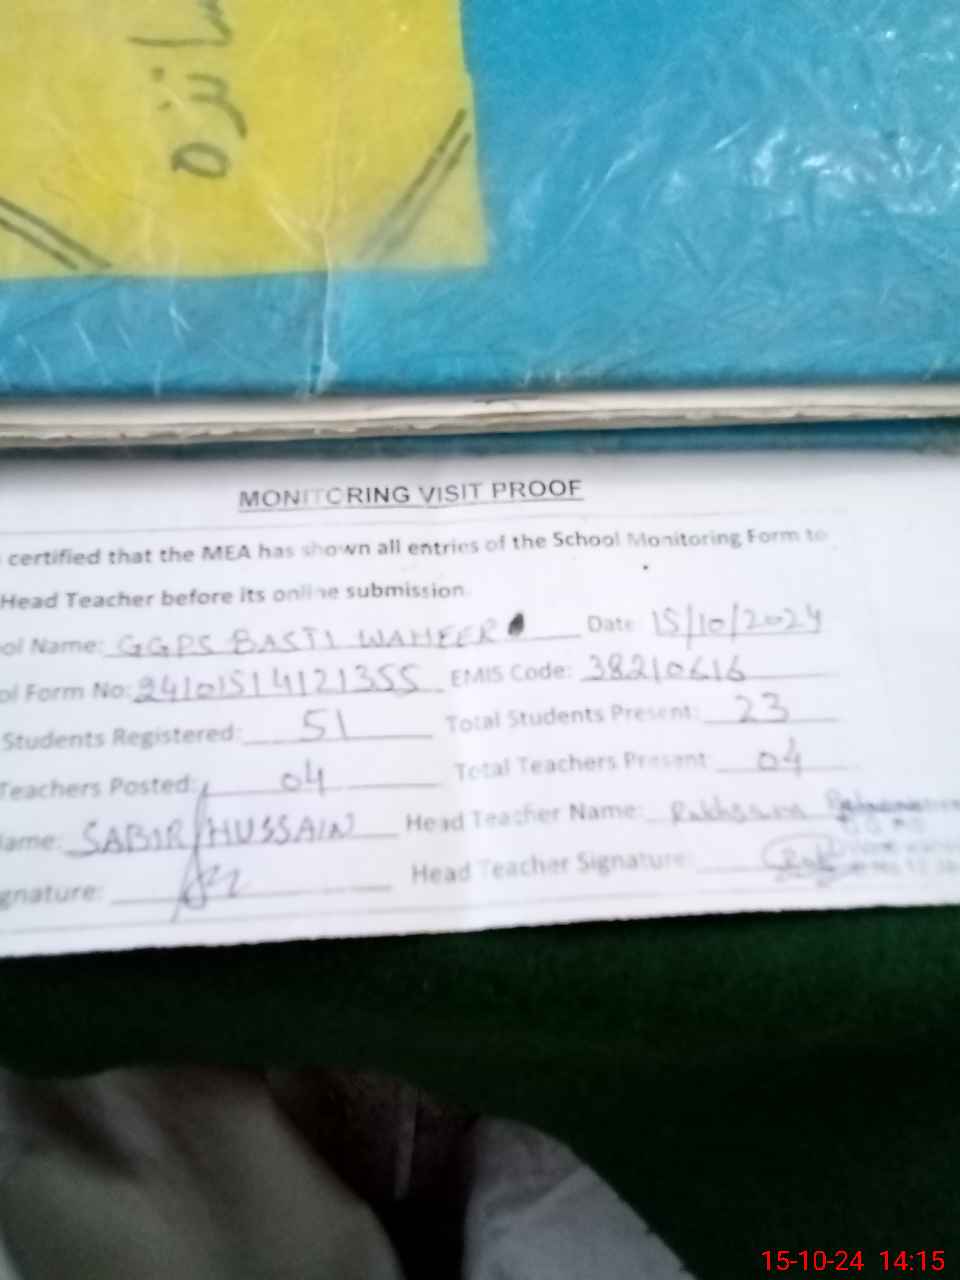 MONITORING VISIT PROOF
certified that the MEA has shown all entries of the School Monitoring Form to
Head Teacher before its online submission.
ol Name: GGPS BASTI WAHEER Date 15/10/2024
ol Form No: 24101514121355 EMIS Code: 38210616
Students Registered: 51 Total Students Present: 23
Teachers Posted: 04 Total Teachers Present 04
ame: SABIR HUSSAIN Head Teacher Name: Rukhsana
gnature: Head Teacher Signature:
15-10-24 14:15